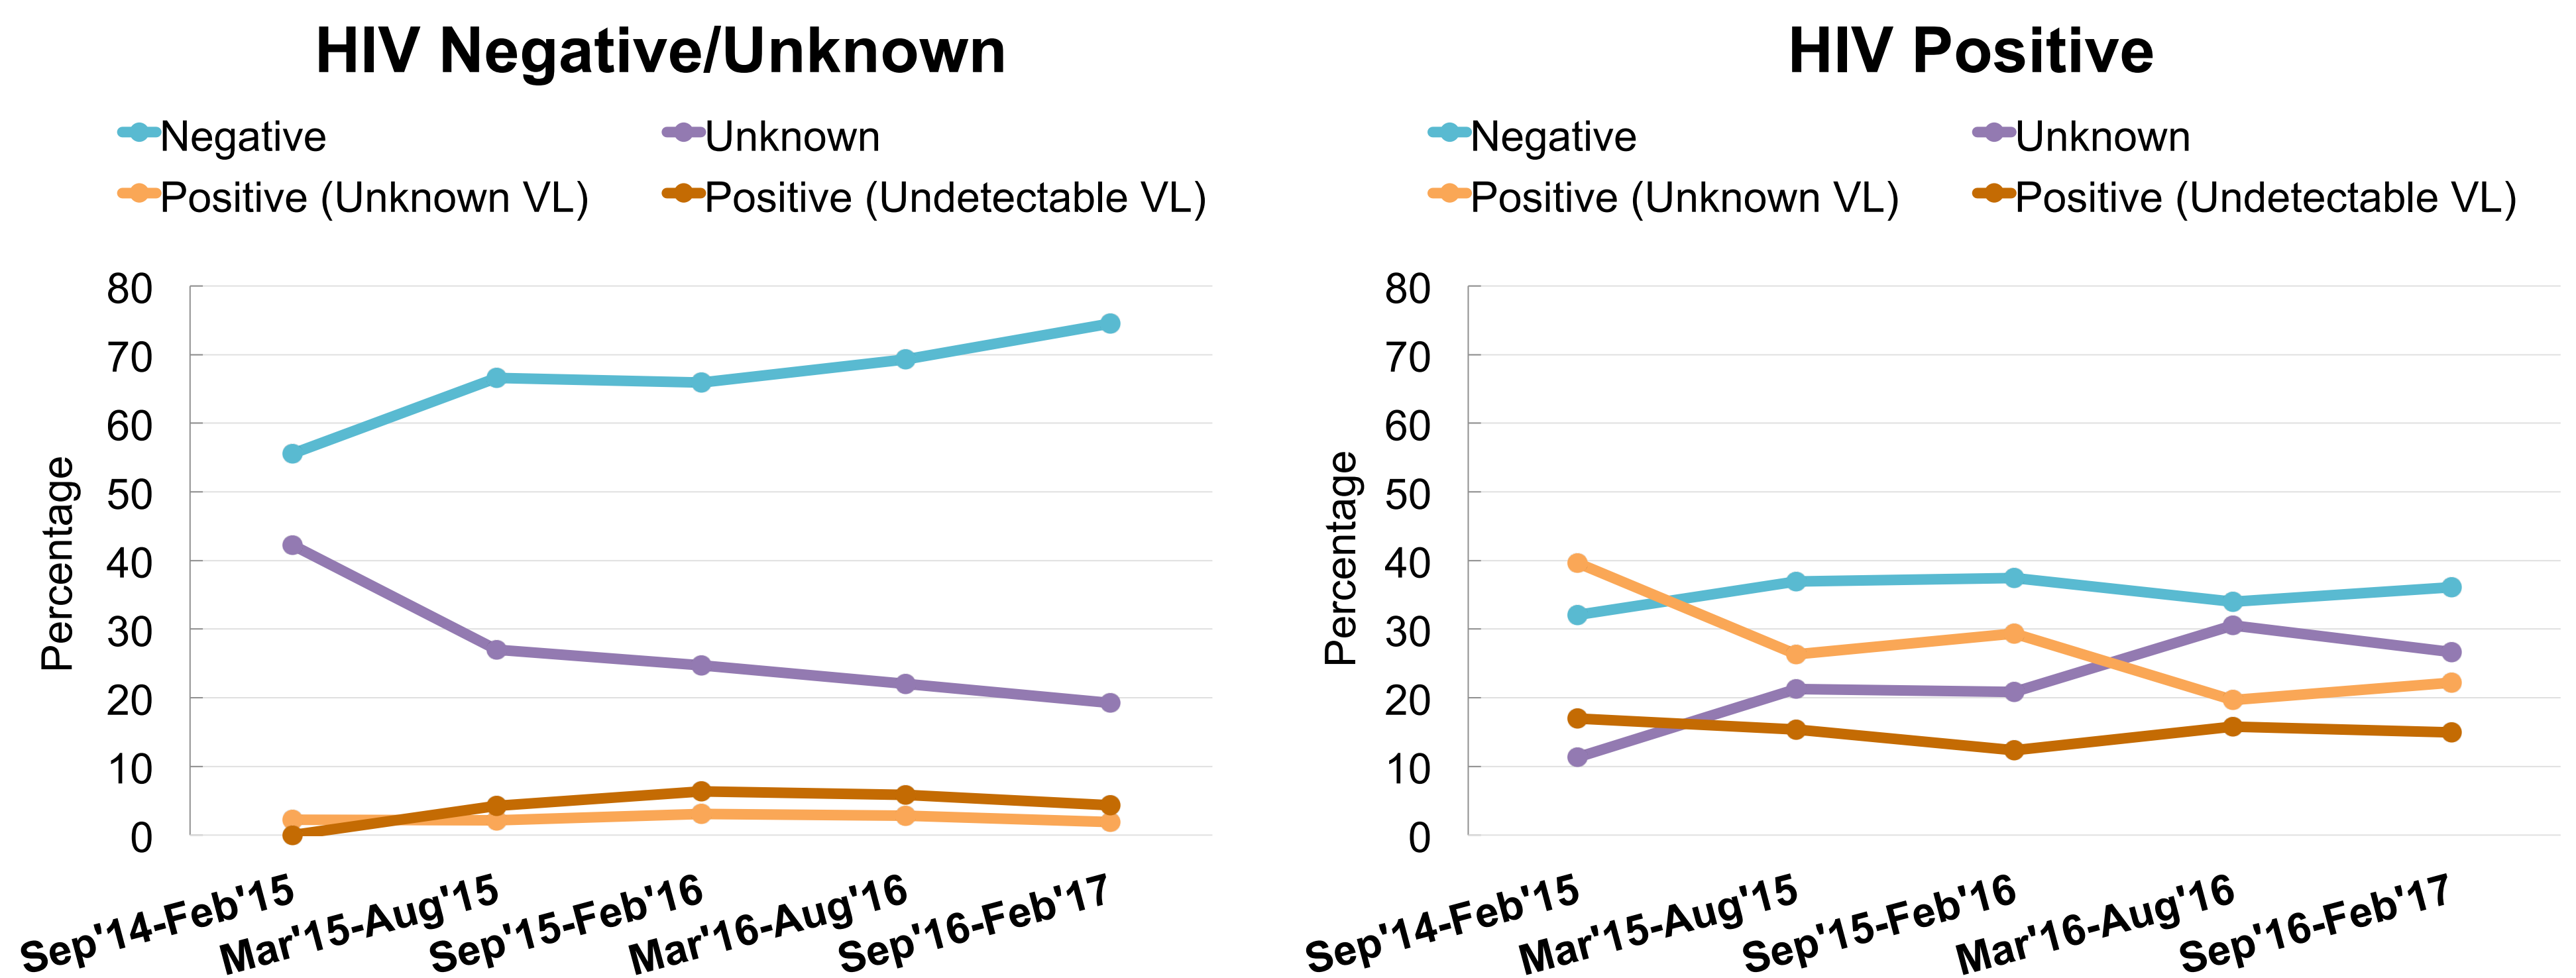 HIV Negative/Unknown
Negative
Unknown
Positive (Unknown VL)
Positive (Undetectable VL)
Percentage
80
70
60
50
40
30
20
10
0
Sep'14-Feb'15
Mar'15-Aug'15
Sep'15-Feb'16
Mar'16-Aug'16
Sep'16-Feb'17
HIV Positive
Negative
Unknown
Positive (Unknown VL)
Positive (Undetectable VL)
Percentage
80
70
60
50
40
30
20
10
0
Sep'14-Feb'15
Mar'15-Aug'15
Sep'15-Feb'16
Mar'16-Aug'16
Sep'16-Feb'17